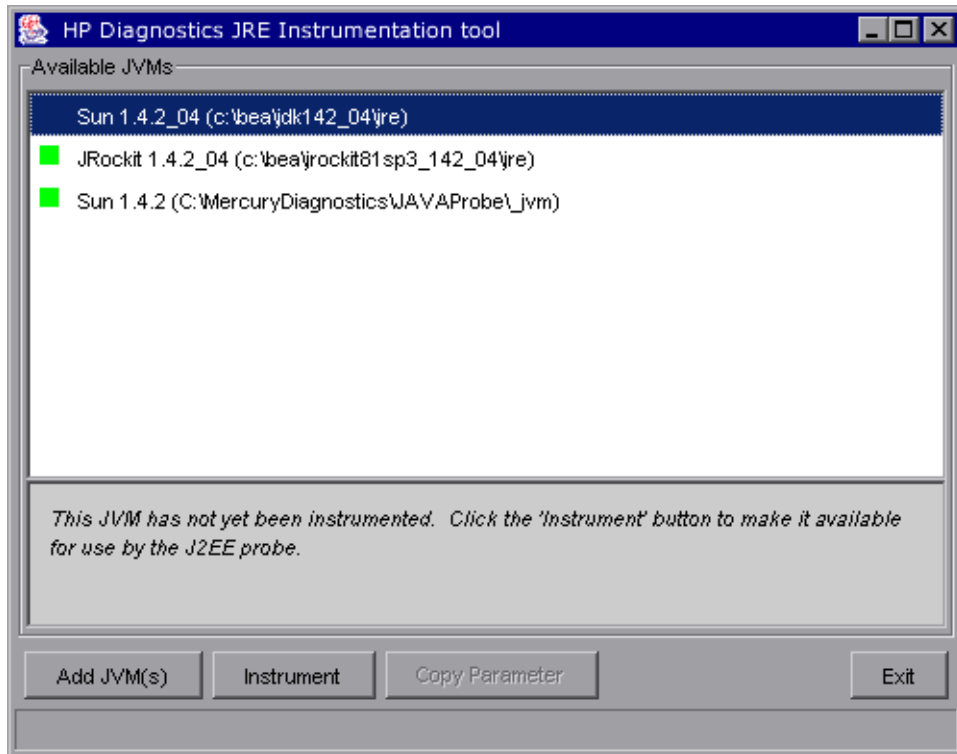 HP Diagnostics JRE Instrumentation tool
Available JVMs
Sun 1.4.2_04 (c:\bea\jdk142_04\jre)
JRockit 1.4.2_04 (c:\bea\jrockit81sp3_142_04\jre)
Sun 1.4.2 (C:\MercuryDiagnostics\JAVAProbe\_jvm)
This JVM has not yet been instrumented.  Click the 'Instrument' button to make it available
for use by the J2EE probe.
Add JVM(s) Instrument Copy Parameter Exit